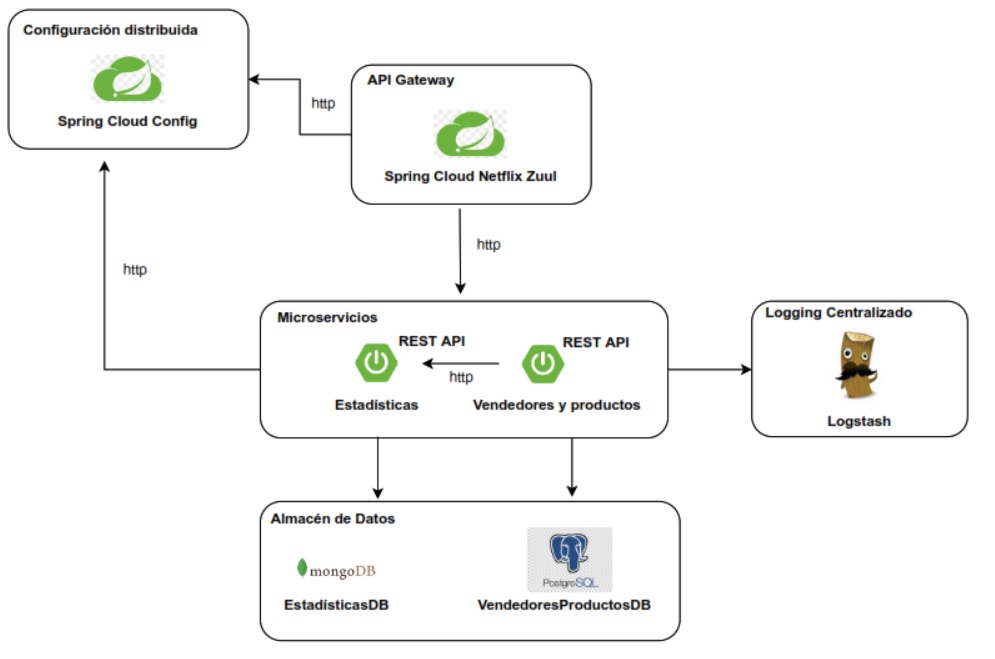 Configuración distribuida
Spring Cloud Config
http
API Gateway
Spring Cloud Netflix Zuul
http
http
Microservicios
REST API
REST API
http
Estadísticas
Vendedores y productos
Logging Centralizado
Logstash
Almacén de Datos
mongoDB
PostgreSQL
EstadísticasDB
VendedoresProductosDB